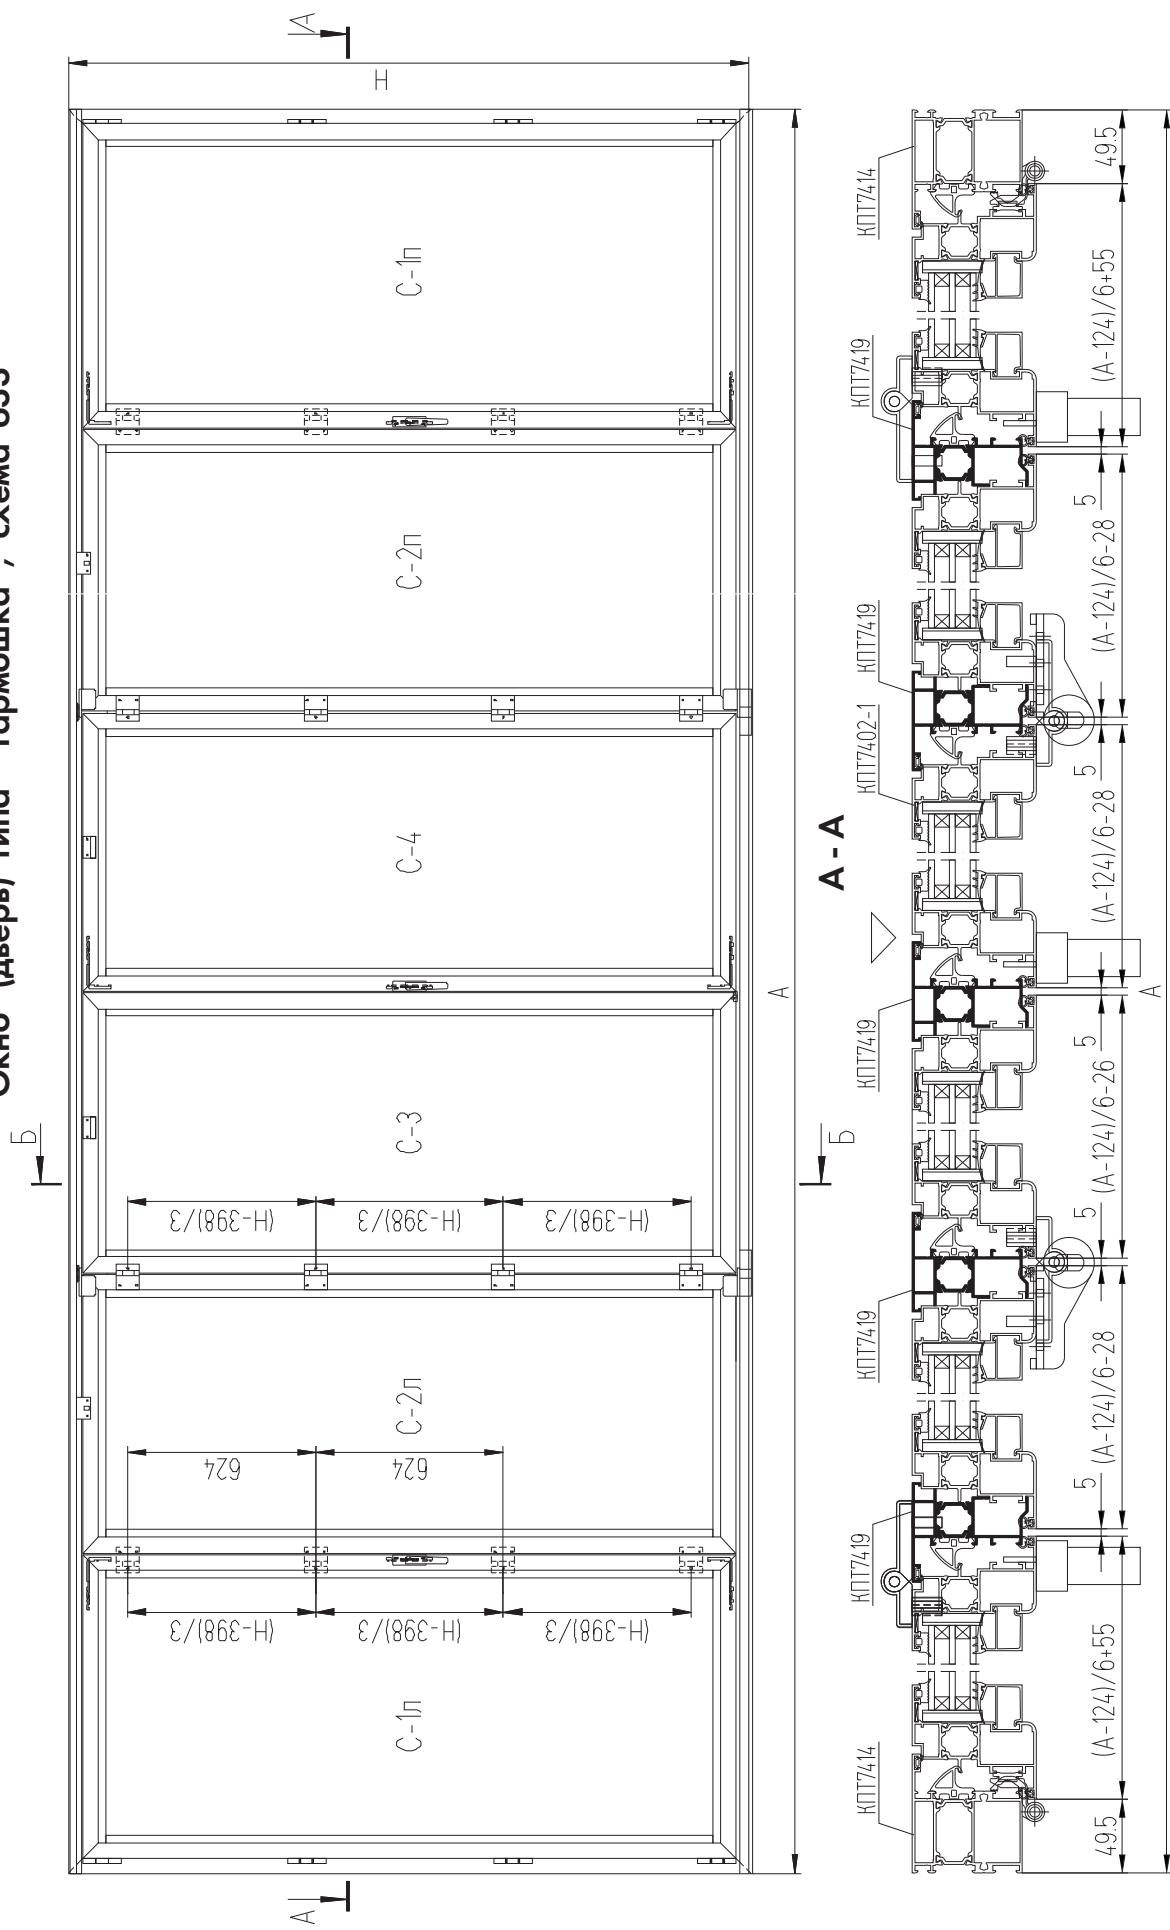 Окно (дверь) типа "гармошка", схема 633
А
А
H
Б
Б
С-1л
С-2л
С-3
С-4
С-2п
С-1п
(H-398)/3
(H-398)/3
(H-398)/3
624
624
(H-398)/3
(H-398)/3
(H-398)/3
А
А - А
КПТ7414
КПТ7419
КПТ7419
КПТ7419
КПТ7402-1
КПТ7419
КПТ7419
КПТ7414
49.5
(А-124)/6+55
5
(А-124)/6-28
5
(А-124)/6-26
5
(А-124)/6-28
5
(А-124)/6-28
5
(А-124)/6+55
49.5
А